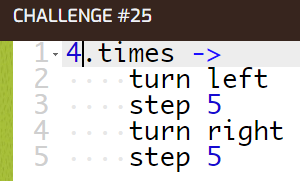 CHALLENGE #25
1 4.times ->
2 ····turn left
3 ····step 5
4 ····turn right
5 ····step 5